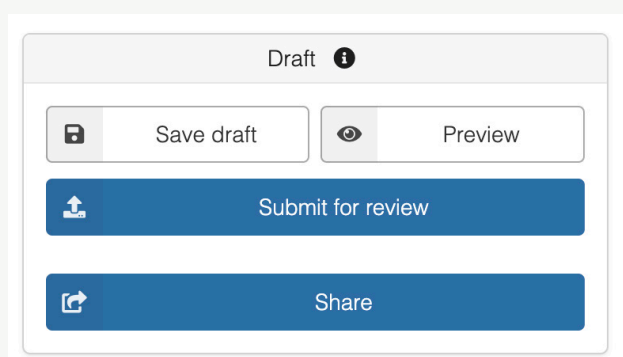 Draft
Save draft
Preview
Submit for review
Share